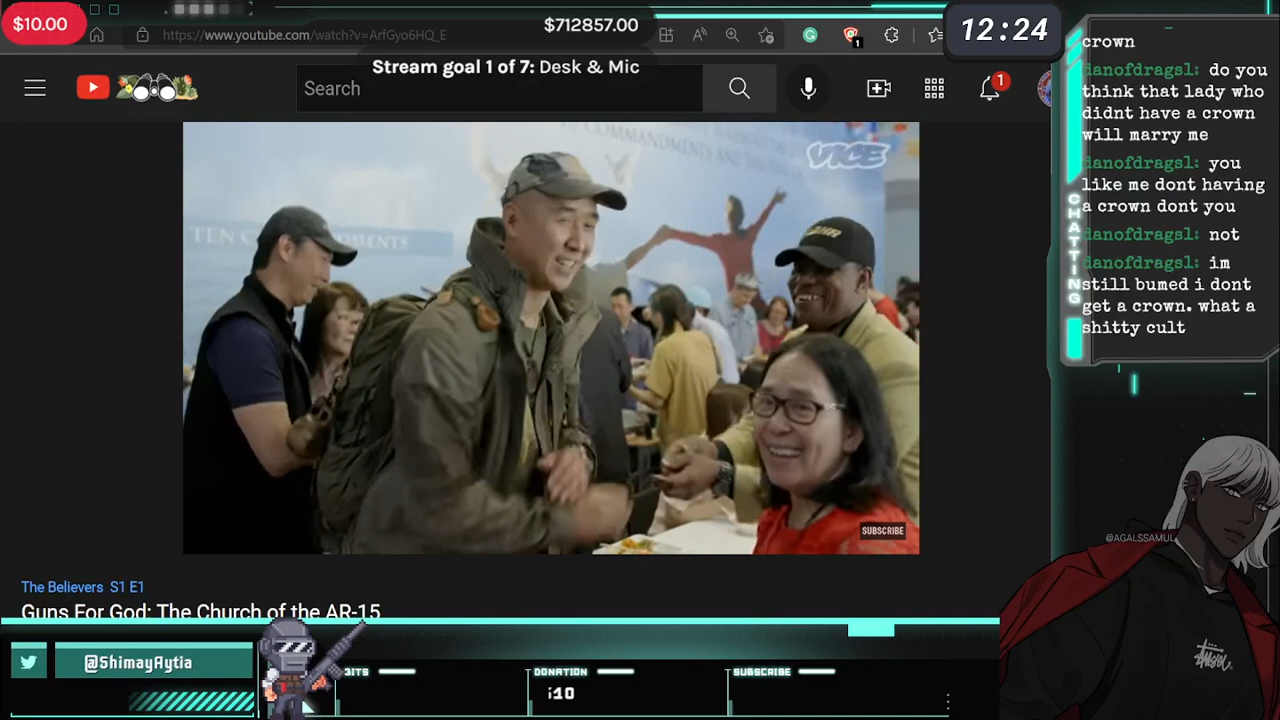 $10.00
$712857.00
12:24
https://www.youtube.com/watch?v=ArfGyo6HQ_E
1
Stream goal 1 of 7: Desk & Mic
Search
1
VICE
COMMANDMENTS
TEN COMMANDMENTS
SUBSCRIBE
The Believers S1 E1
Guns For God: The Church of the AR-15
@ShimayAytia
BITS
DONATION
SUBSCRIBE
:10
CHATTING
crown
danofdragsl: do you
think that lady who
didnt have a crown
will marry me
danofdragsl: you
like me dont having
a crown dont you
danofdragsl: not
danofdragsl: im
still bumed i dont
get a crown. what a
shitty cult
@AGALSSAMUL